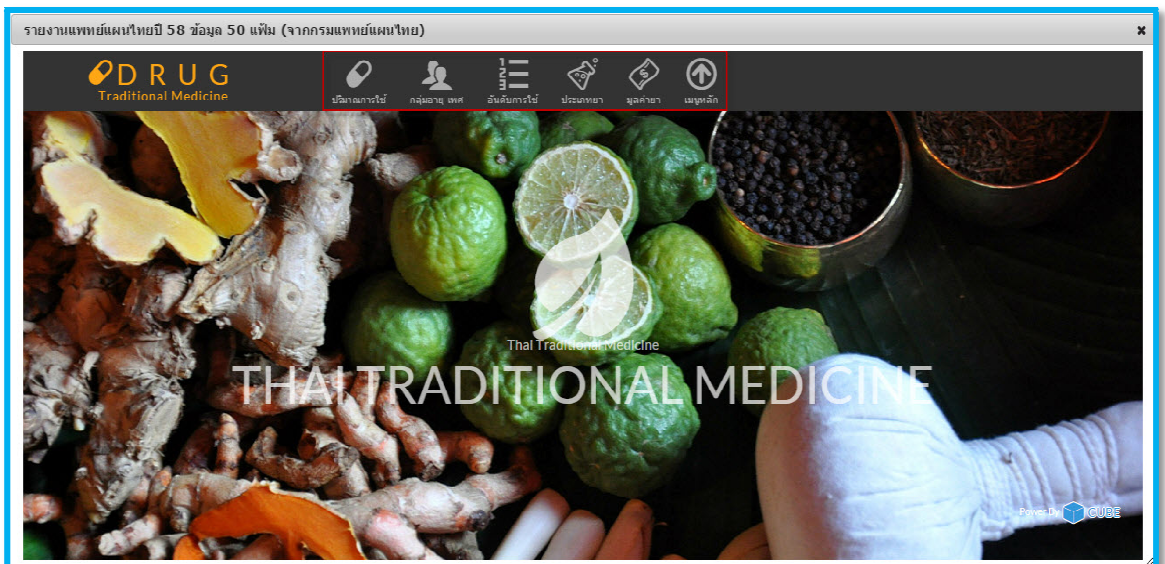 รายงานแพทย์แผนไทยปี 58 ข้อมูล 50 แฟ้ม (จากกรมแพทย์แผนไทย)
DRUG
Traditional Medicine
ปริมาณการใช้ กลุ่มอายุ เพศ อันดับการใช้ ประเภทยา มูลค่ายา เมนูหลัก
Thai Traditional Medicine
THAI TRADITIONAL MEDICINE
Power By CUBE